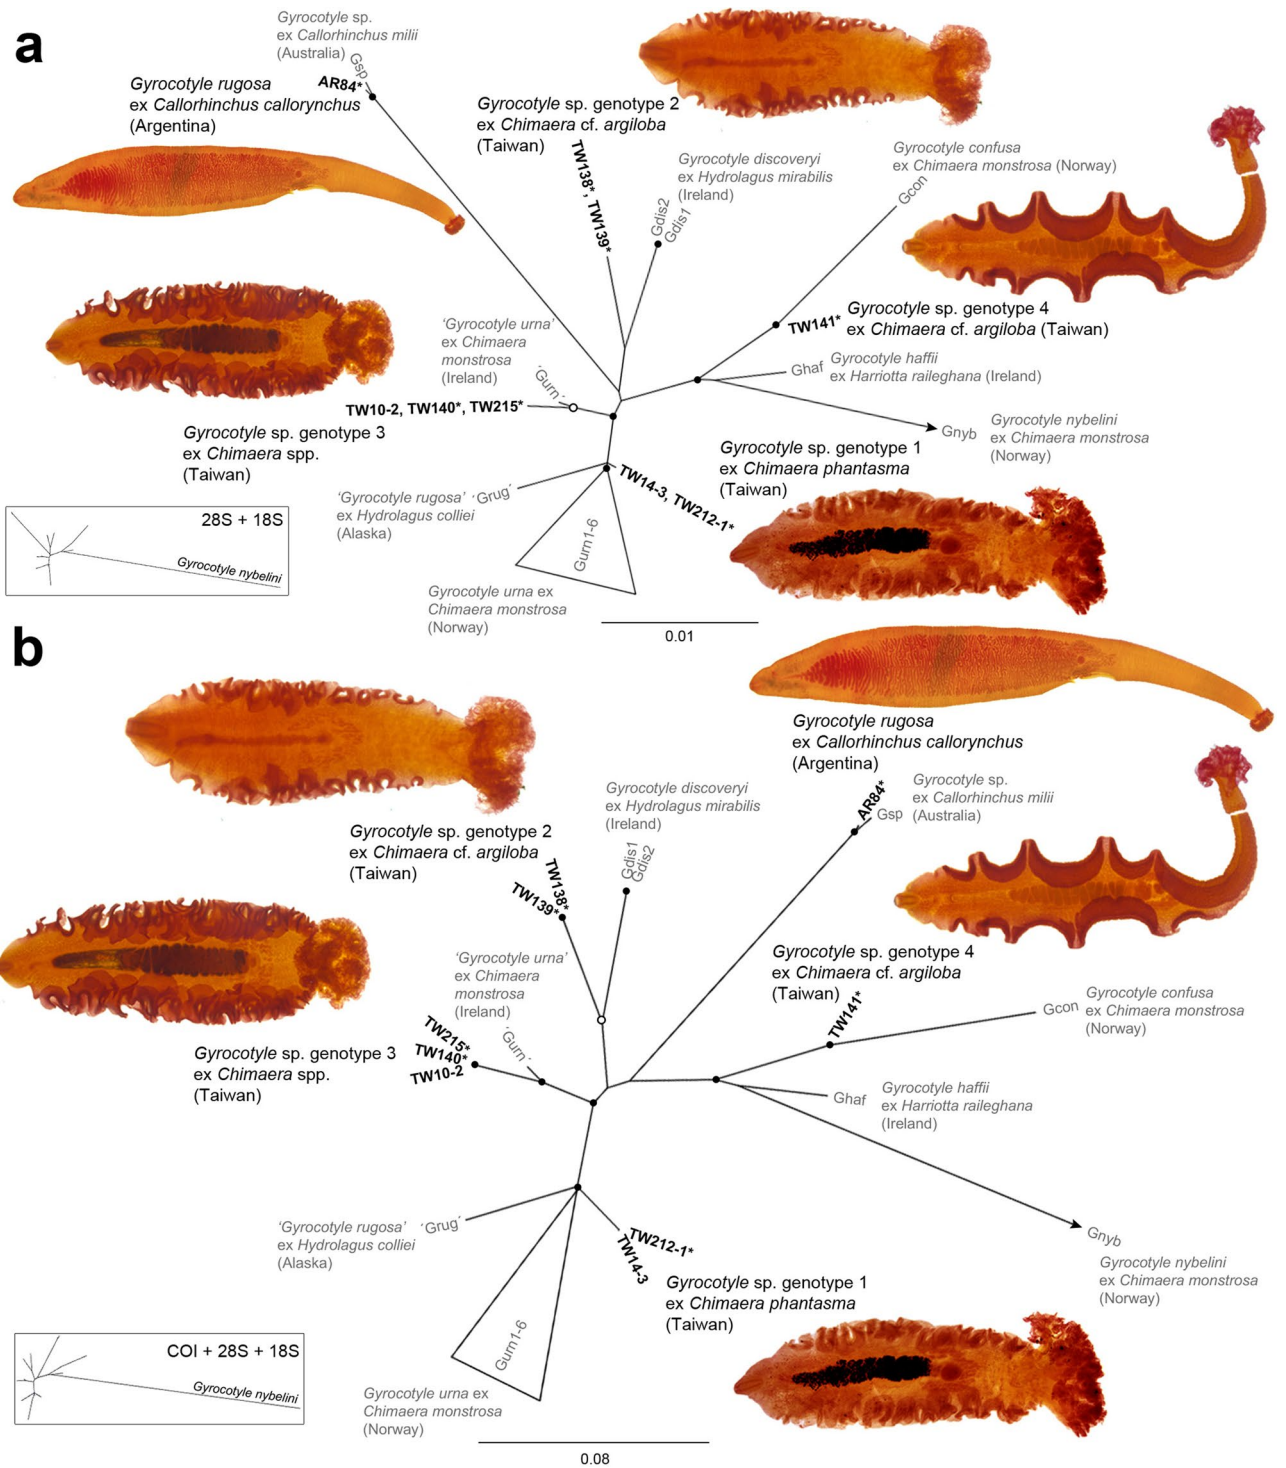 a
Gyrocotyle sp.
ex Callorhinchus milii
(Australia)
Gsp
AR84*
Gyrocotyle rugosa
ex Callorhinchus callorynchus
(Argentina)
Gyrocotyle sp. genotype 2
ex Chimaera cf. argiloba
(Taiwan)
TW138*, TW139*
Gyrocotyle discoveryi
ex Hydrolagus mirabilis
(Ireland)
Gdis2
Gdis1
Gyrocotyle confusa
ex Chimaera monstrosa (Norway)
Gcon
Gyrocotyle sp. genotype 4
ex Chimaera cf. argiloba (Taiwan)
TW141*
Ghaf
Gyrocotyle haffii
ex Harriotta raileghana (Ireland)
Gnyb
Gyrocotyle nybelini
ex Chimaera monstrosa
(Norway)
‘Gyrocotyle urna’
ex Chimaera
monstrosa
(Ireland)
‘Gurn´
TW10-2, TW140*, TW215*
Gyrocotyle sp. genotype 3
ex Chimaera spp.
(Taiwan)
Gyrocotyle sp. genotype 1
ex Chimaera phantasma
(Taiwan)
TW14-3, TW212-1*
‘Gyrocotyle rugosa’
ex Hydrolagus colliei
(Alaska)
‘Grug´
Gurn1-6
Gyrocotyle urna ex
Chimaera monstrosa
(Norway)
28S + 18S
Gyrocotyle nybelini
0.01
b
Gyrocotyle rugosa
ex Callorhinchus callorynchus
(Argentina)
AR84*
Gsp
Gyrocotyle sp.
ex Callorhinchus milii
(Australia)
Gyrocotyle discoveryi
ex Hydrolagus mirabilis
(Ireland)
Gdis1
Gdis2
Gyrocotyle sp. genotype 2
ex Chimaera cf. argiloba
(Taiwan)
TW138*
TW139*
Gyrocotyle sp. genotype 4
ex Chimaera cf. argiloba
(Taiwan)
TW141*
Gcon
Gyrocotyle confusa
ex Chimaera monstrosa
(Norway)
‘Gyrocotyle urna’
ex Chimaera
monstrosa
(Ireland)
‘Gurn´
TW215*
TW140*
TW10-2
Gyrocotyle sp. genotype 3
ex Chimaera spp.
(Taiwan)
Ghaf
Gyrocotyle haffii
ex Harriotta raileghana
(Ireland)
Gnyb
Gyrocotyle nybelini
ex Chimaera monstrosa
(Norway)
‘Gyrocotyle rugosa’
ex Hydrolagus colliei
(Alaska)
‘Grug´
TW212-1*
TW14-3
Gyrocotyle sp. genotype 1
ex Chimaera phantasma
(Taiwan)
Gurn1-6
Gyrocotyle urna ex
Chimaera monstrosa
(Norway)
COI + 28S + 18S
Gyrocotyle nybelini
0.08